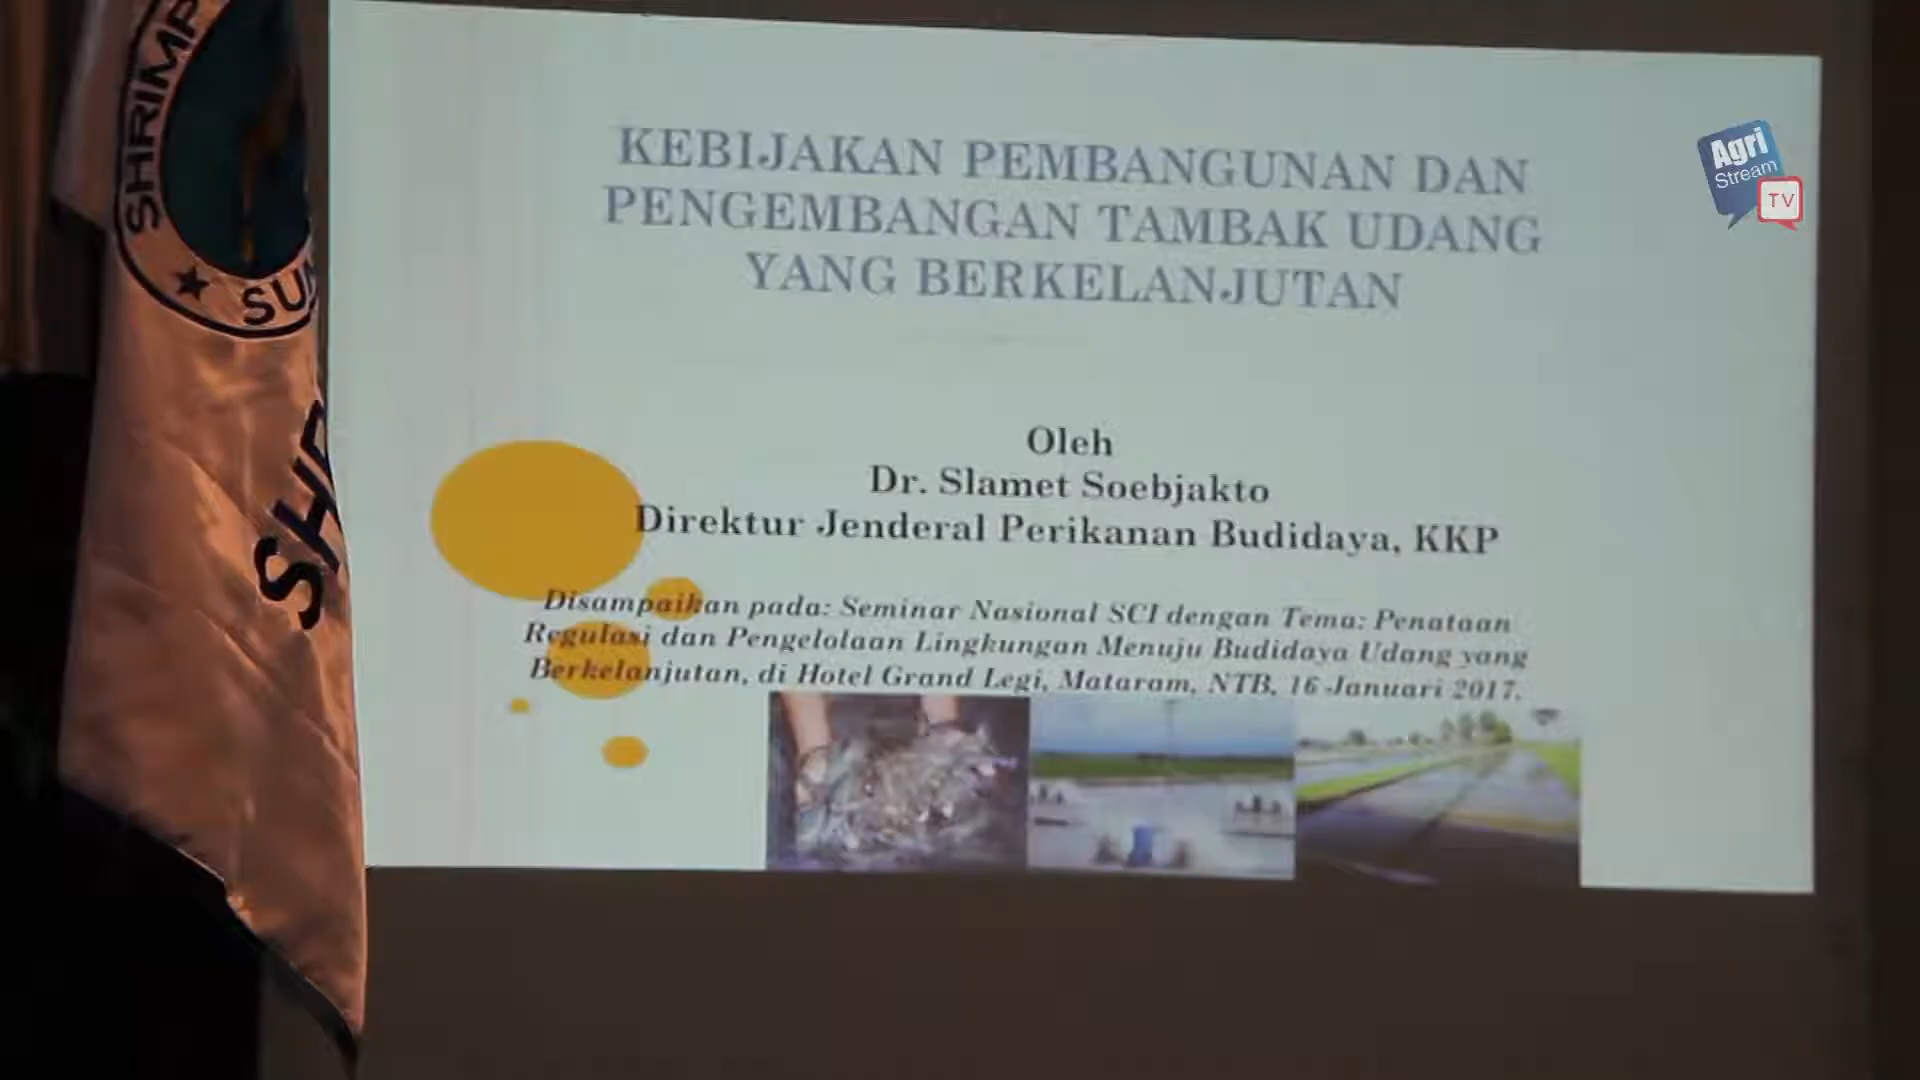 SHRIMP
SU
SHR
Agri
Stream
TV
KEBIJAKAN PEMBANGUNAN DAN
PENGEMBANGAN TAMBAK UDANG
YANG BERKELANJUTAN
Oleh
Dr. Slamet Soebjakto
Direktur Jenderal Perikanan Budidaya, KKP
Disampaikan pada: Seminar Nasional SCI dengan Tema: Penataan
Regulasi dan Pengelolaan Lingkungan Menuju Budidaya Udang yang
Berkelanjutan, di Hotel Grand Legi, Mataram, NTB, 16 Januari 2017.